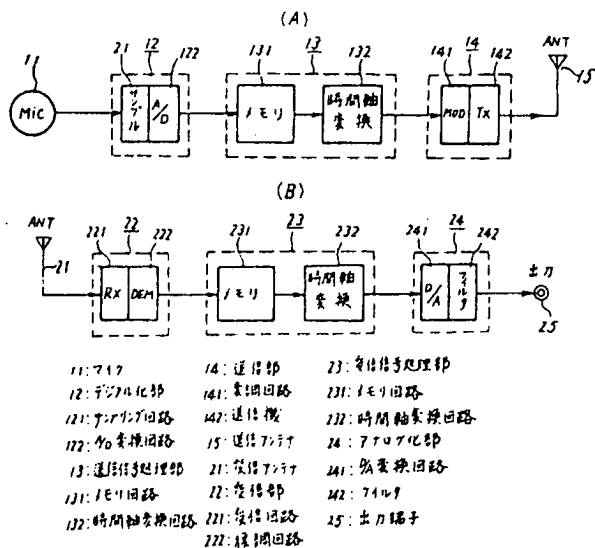 (A)
11
21
12
122
131
13
132
141
14
142
ANT
15
MIC
サンプル
A/D
メモリ
時間軸
変換
MOD
TX
(B)
ANT
21
221
22
222
231
23
232
241
24
242
RX
DEM
メモリ
時間軸
変換
D/A
フィルタ
出力
25
11:マイク
12:デジタル化部
121:サンプリング回路
122:A/D変換回路
13:送信信号処理部
131:メモリ回路
132:時間軸変換回路
14:送信部
141:変調回路
142:送信機
15:送信アンテナ
21:受信アンテナ
22:受信部
221:受信回路
222:復調回路
23:受信信号処理部
231:メモリ回路
232:時間軸変換回路
24:アナログ化部
241:D/A変換回路
242:フィルタ
25:出力端子